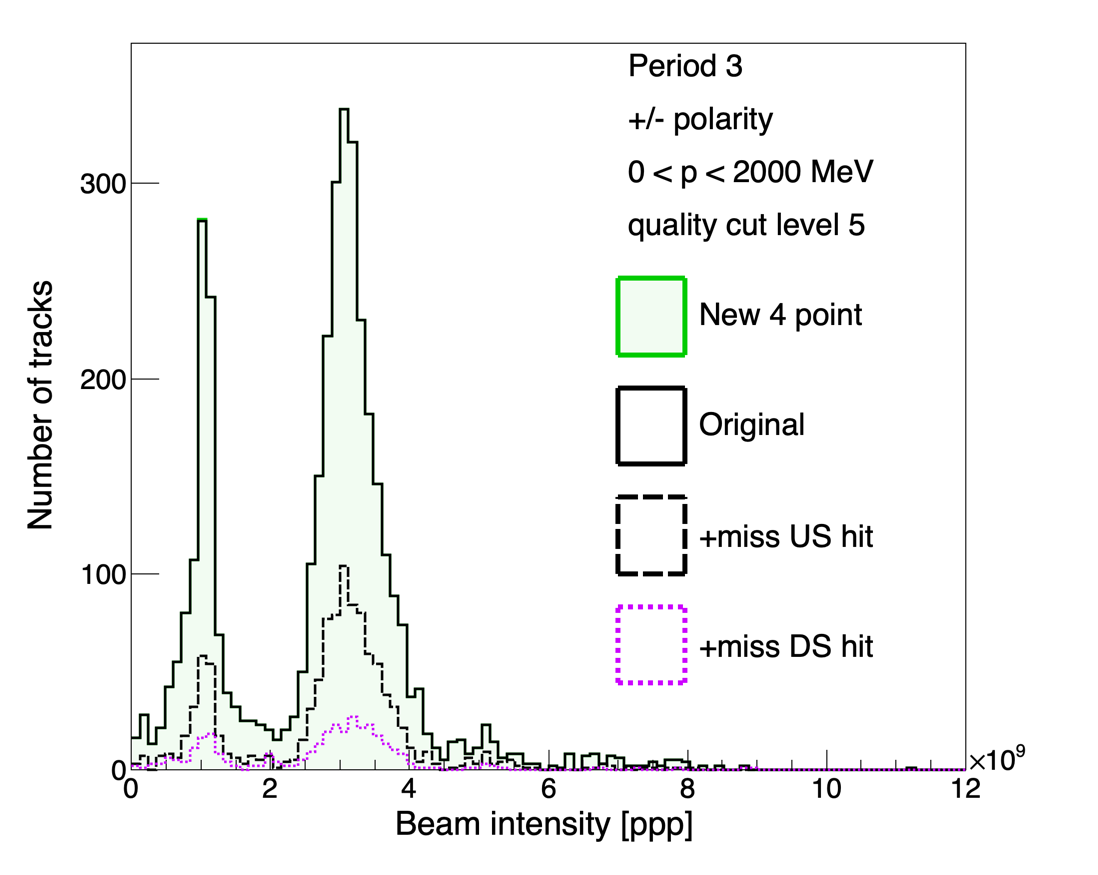 Period 3
+/- polarity
0 < p < 2000 MeV
quality cut level 5
New 4 point
Original
+miss US hit
+miss DS hit
Number of tracks
300
200
100
0
0 2 4 6 8 10 12
×10⁹
Beam intensity [ppp]